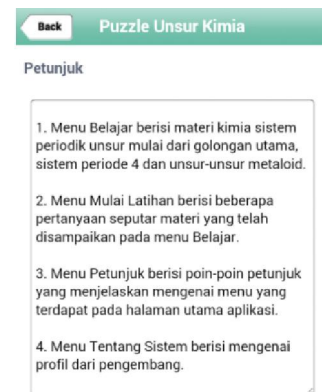 Back
Puzzle Unsur Kimia
Petunjuk
1. Menu Belajar berisi materi kimia sistem
periodik unsur mulai dari golongan utama,
sistem periode 4 dan unsur-unsur metaloid.
2. Menu Mulai Latihan berisi beberapa
pertanyaan seputar materi yang telah
disampaikan pada menu Belajar.
3. Menu Petunjuk berisi poin-poin petunjuk
yang menjelaskan mengenai menu yang
terdapat pada halaman utama aplikasi.
4. Menu Tentang Sistem berisi mengenai
profil dari pengembang.